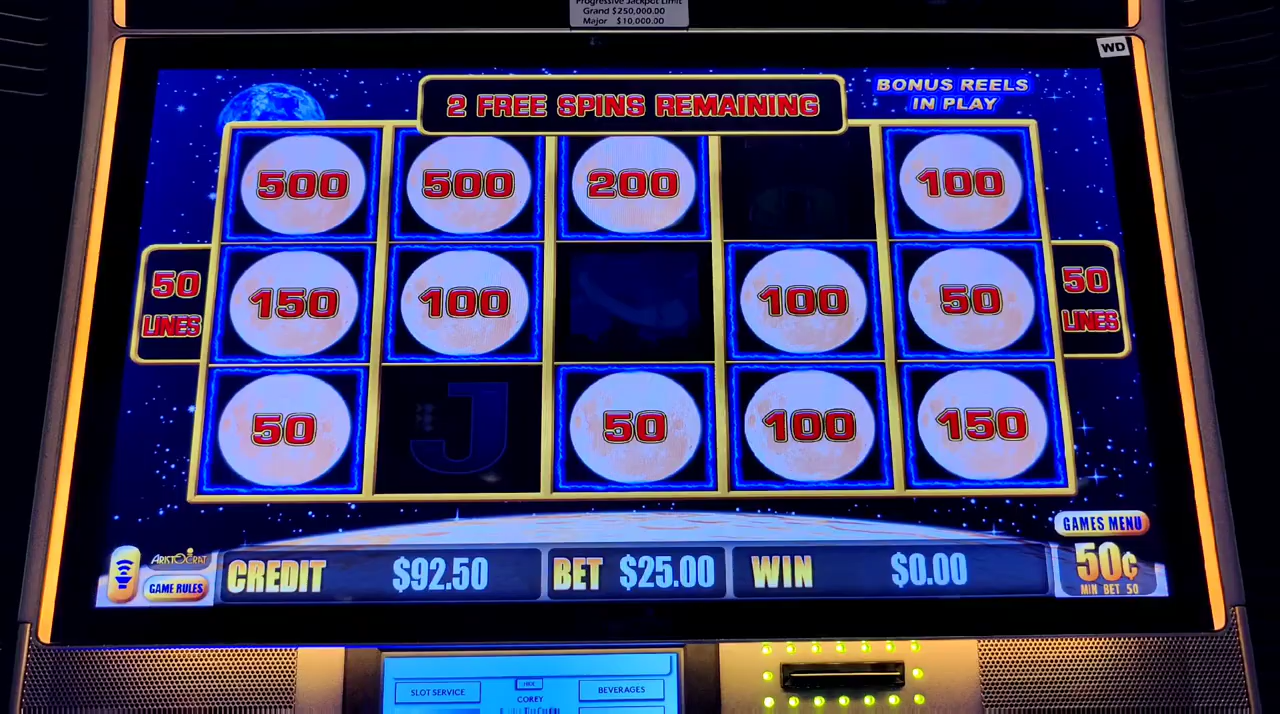 Progressive Jackpot Limit
Grand $250,000.00
Major $10,000.00
WD
2 FREE SPINS REMAINING
BONUS REELS
IN PLAY
500 500 200 100
150 100 100 50
50 J 50 100 150
50
LINES
50
LINES
GAMES MENU
ARISTOCRAT
GAME RULES
CREDIT $92.50
BET $25.00
WIN $0.00
50¢
MIN BET 50
SLOT SERVICE
COREY
BEVERAGES